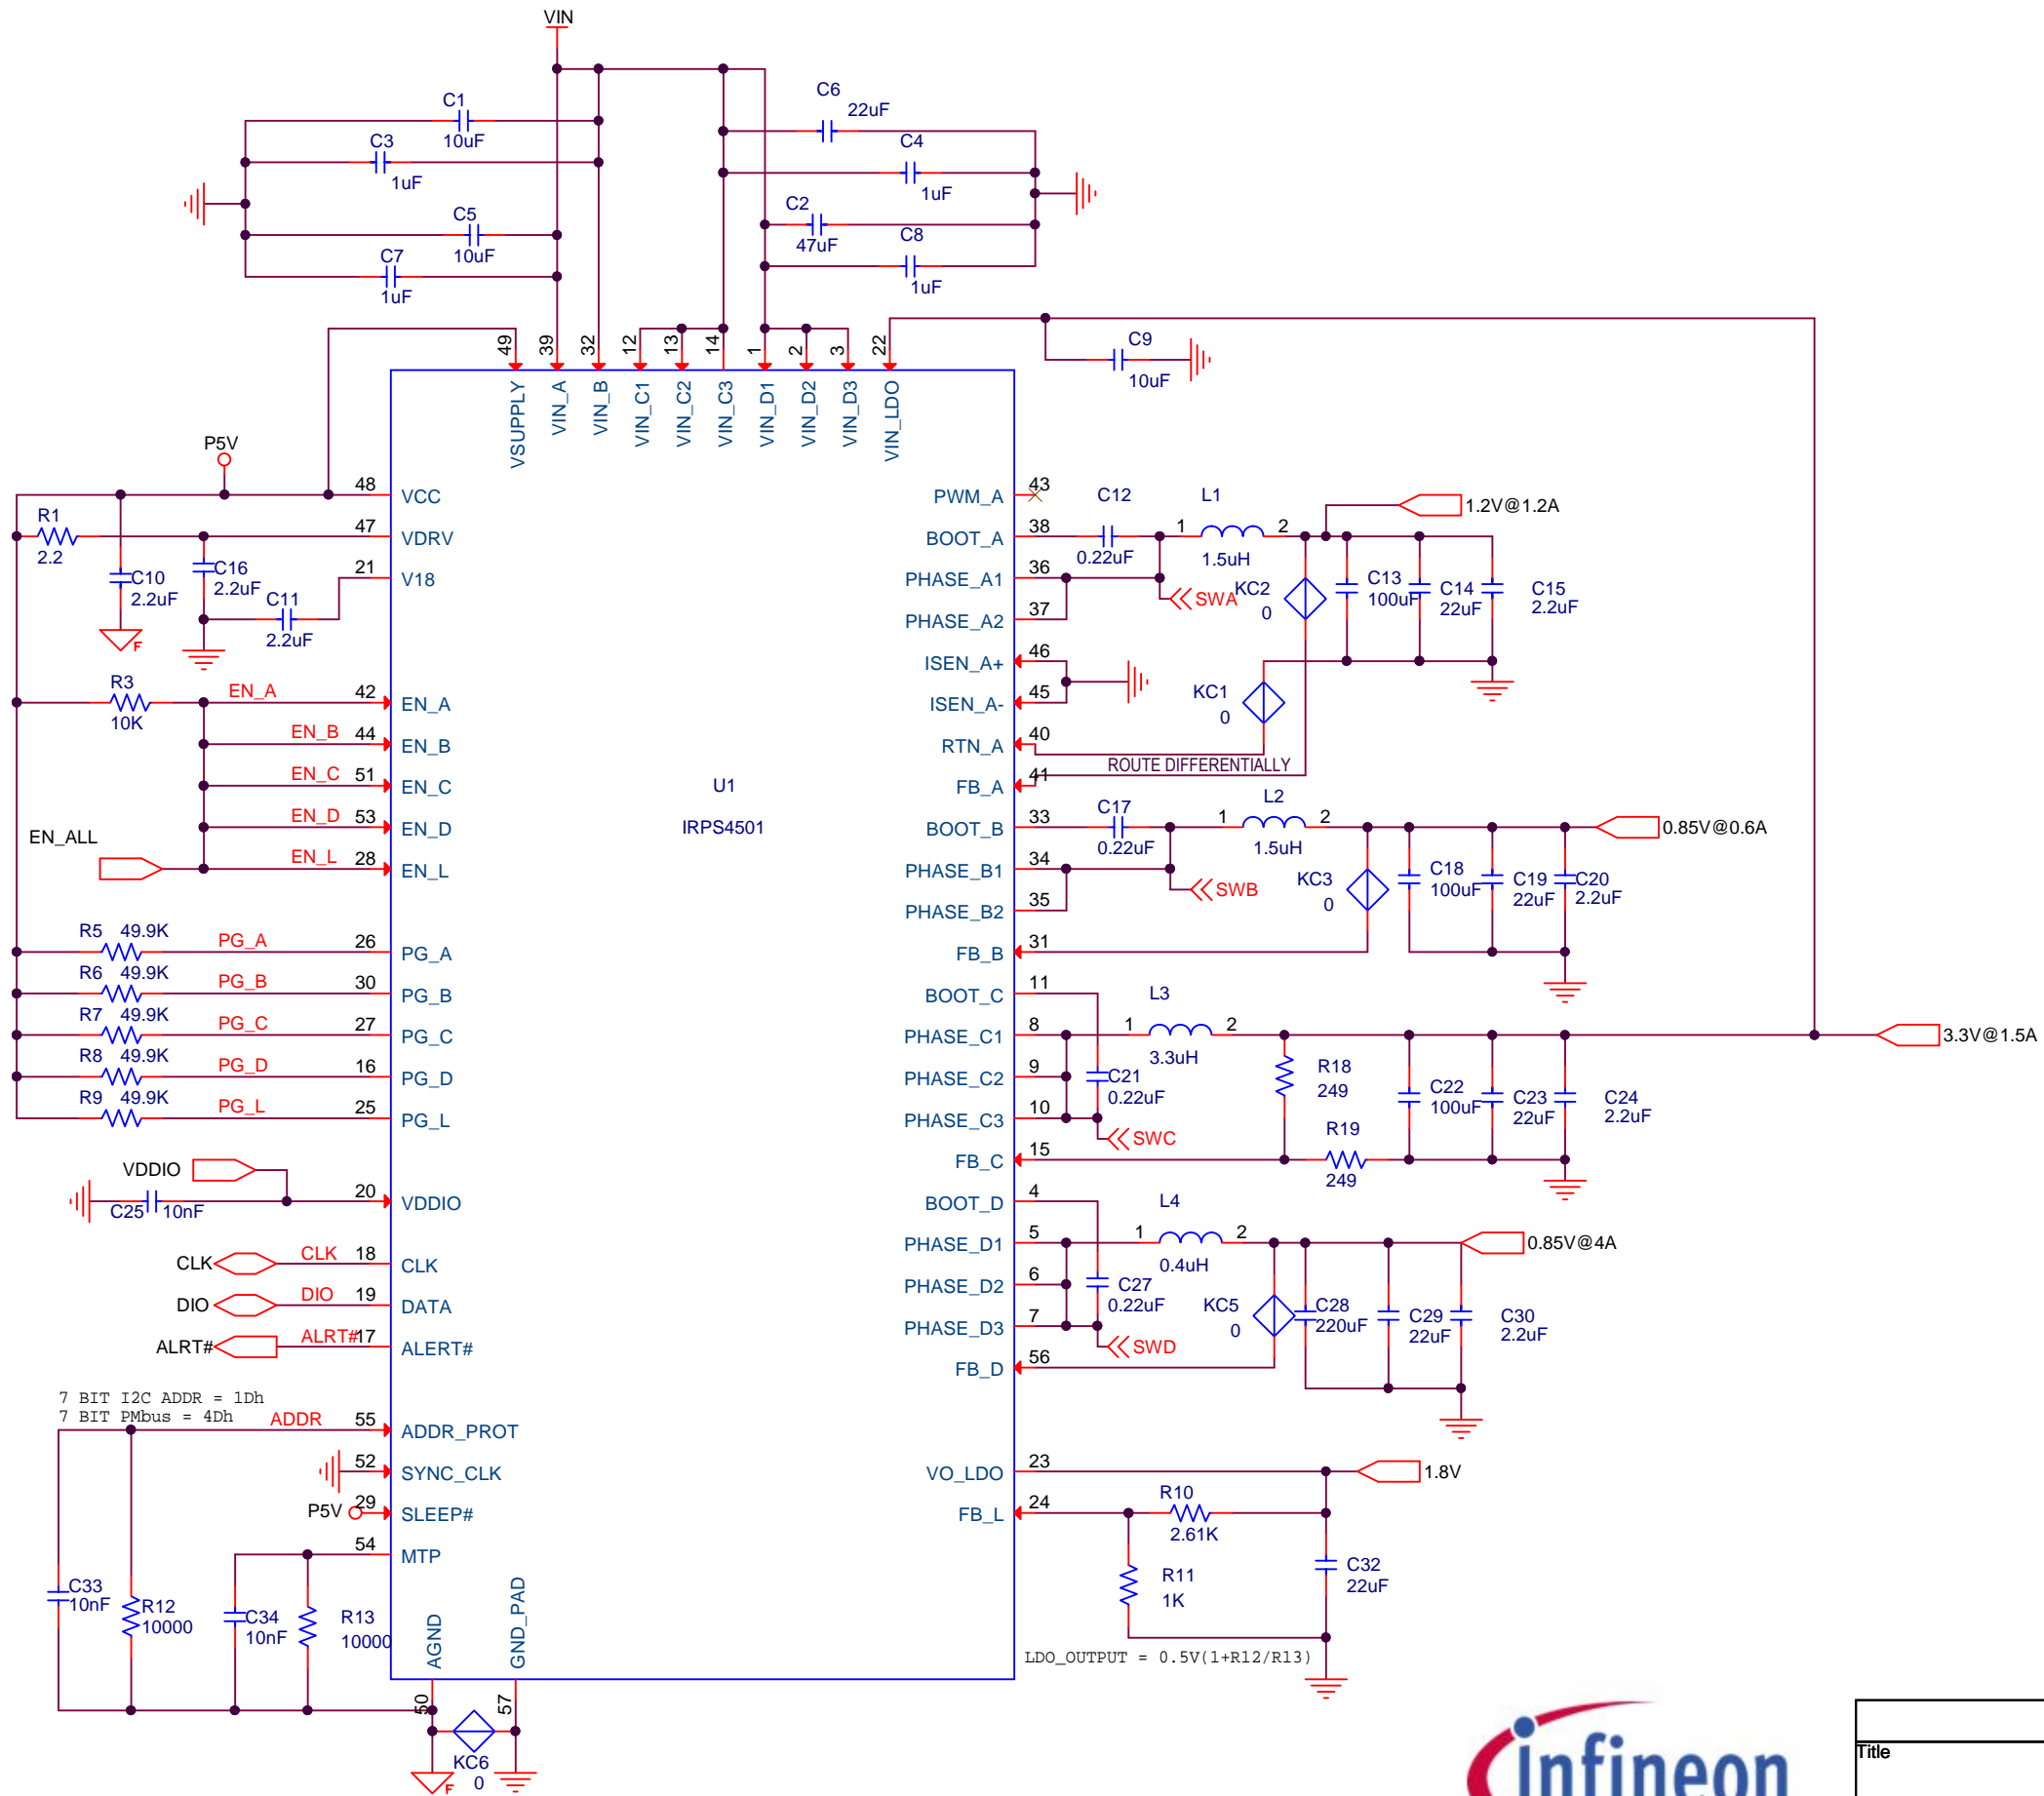 VIN
C1
10uF
C3
1uF
C5
10uF
C7
1uF
C6
22uF
C4
1uF
C2
47uF
C8
1uF
C9
10uF
49
39
32
12
13
14
1
2
3
22
VSUPPLY
VIN_A
VIN_B
VIN_C1
VIN_C2
VIN_C3
VIN_D1
VIN_D2
VIN_D3
VIN_LDO
P5V
48
VCC
R1
2.2
47
VDRV
C10
2.2uF
C16
2.2uF
21
V18
C11
2.2uF
F
R3
10K
EN_A
42
EN_A
EN_B
44
EN_B
EN_C
51
EN_C
EN_D
53
EN_D
EN_ALL
EN_L
28
EN_L
R5
49.9K
PG_A
26
PG_A
R6
49.9K
PG_B
30
PG_B
R7
49.9K
PG_C
27
PG_C
R8
49.9K
PG_D
16
PG_D
R9
49.9K
PG_L
25
PG_L
VDDIO
C25
10nF
20
VDDIO
CLK
CLK
18
CLK
DIO
DIO
19
DATA
ALRT#
ALRT#
17
ALERT#
7 BIT I2C ADDR = 1Dh
7 BIT PMbus = 4Dh
ADDR
55
ADDR_PROT
52
SYNC_CLK
P5V
29
SLEEP#
54
MTP
C33
10nF
R12
10000
C34
10nF
R13
10000
AGND
GND_PAD
50
57
KC6
0
F
U1
IRPS4501
PWM_A
43
BOOT_A
38
C12
0.22uF
L1
1
2
1.5uH
1.2V@1.2A
PHASE_A1
36
SWA
KC2
0
C13
100uF
C14
22uF
C15
2.2uF
PHASE_A2
37
ISEN_A+
46
ISEN_A-
45
KC1
0
RTN_A
40
ROUTE DIFFERENTIALLY
FB_A
41
BOOT_B
33
C17
0.22uF
L2
1
2
1.5uH
0.85V@0.6A
PHASE_B1
34
SWB
KC3
0
C18
100uF
C19
22uF
C20
2.2uF
PHASE_B2
35
FB_B
31
BOOT_C
11
L3
1
2
3.3uH
PHASE_C1
8
3.3V@1.5A
PHASE_C2
9
C21
0.22uF
R18
249
C22
100uF
C23
22uF
C24
2.2uF
PHASE_C3
10
SWC
R19
249
FB_C
15
BOOT_D
4
L4
1
2
0.4uH
PHASE_D1
5
0.85V@4A
PHASE_D2
6
C27
0.22uF
KC5
0
C28
220uF
C29
22uF
C30
2.2uF
PHASE_D3
7
SWD
FB_D
56
VO_LDO
23
1.8V
FB_L
24
R10
2.61K
R11
1K
C32
22uF
LDO_OUTPUT = 0.5V(1+R12/R13)
infineon
Title